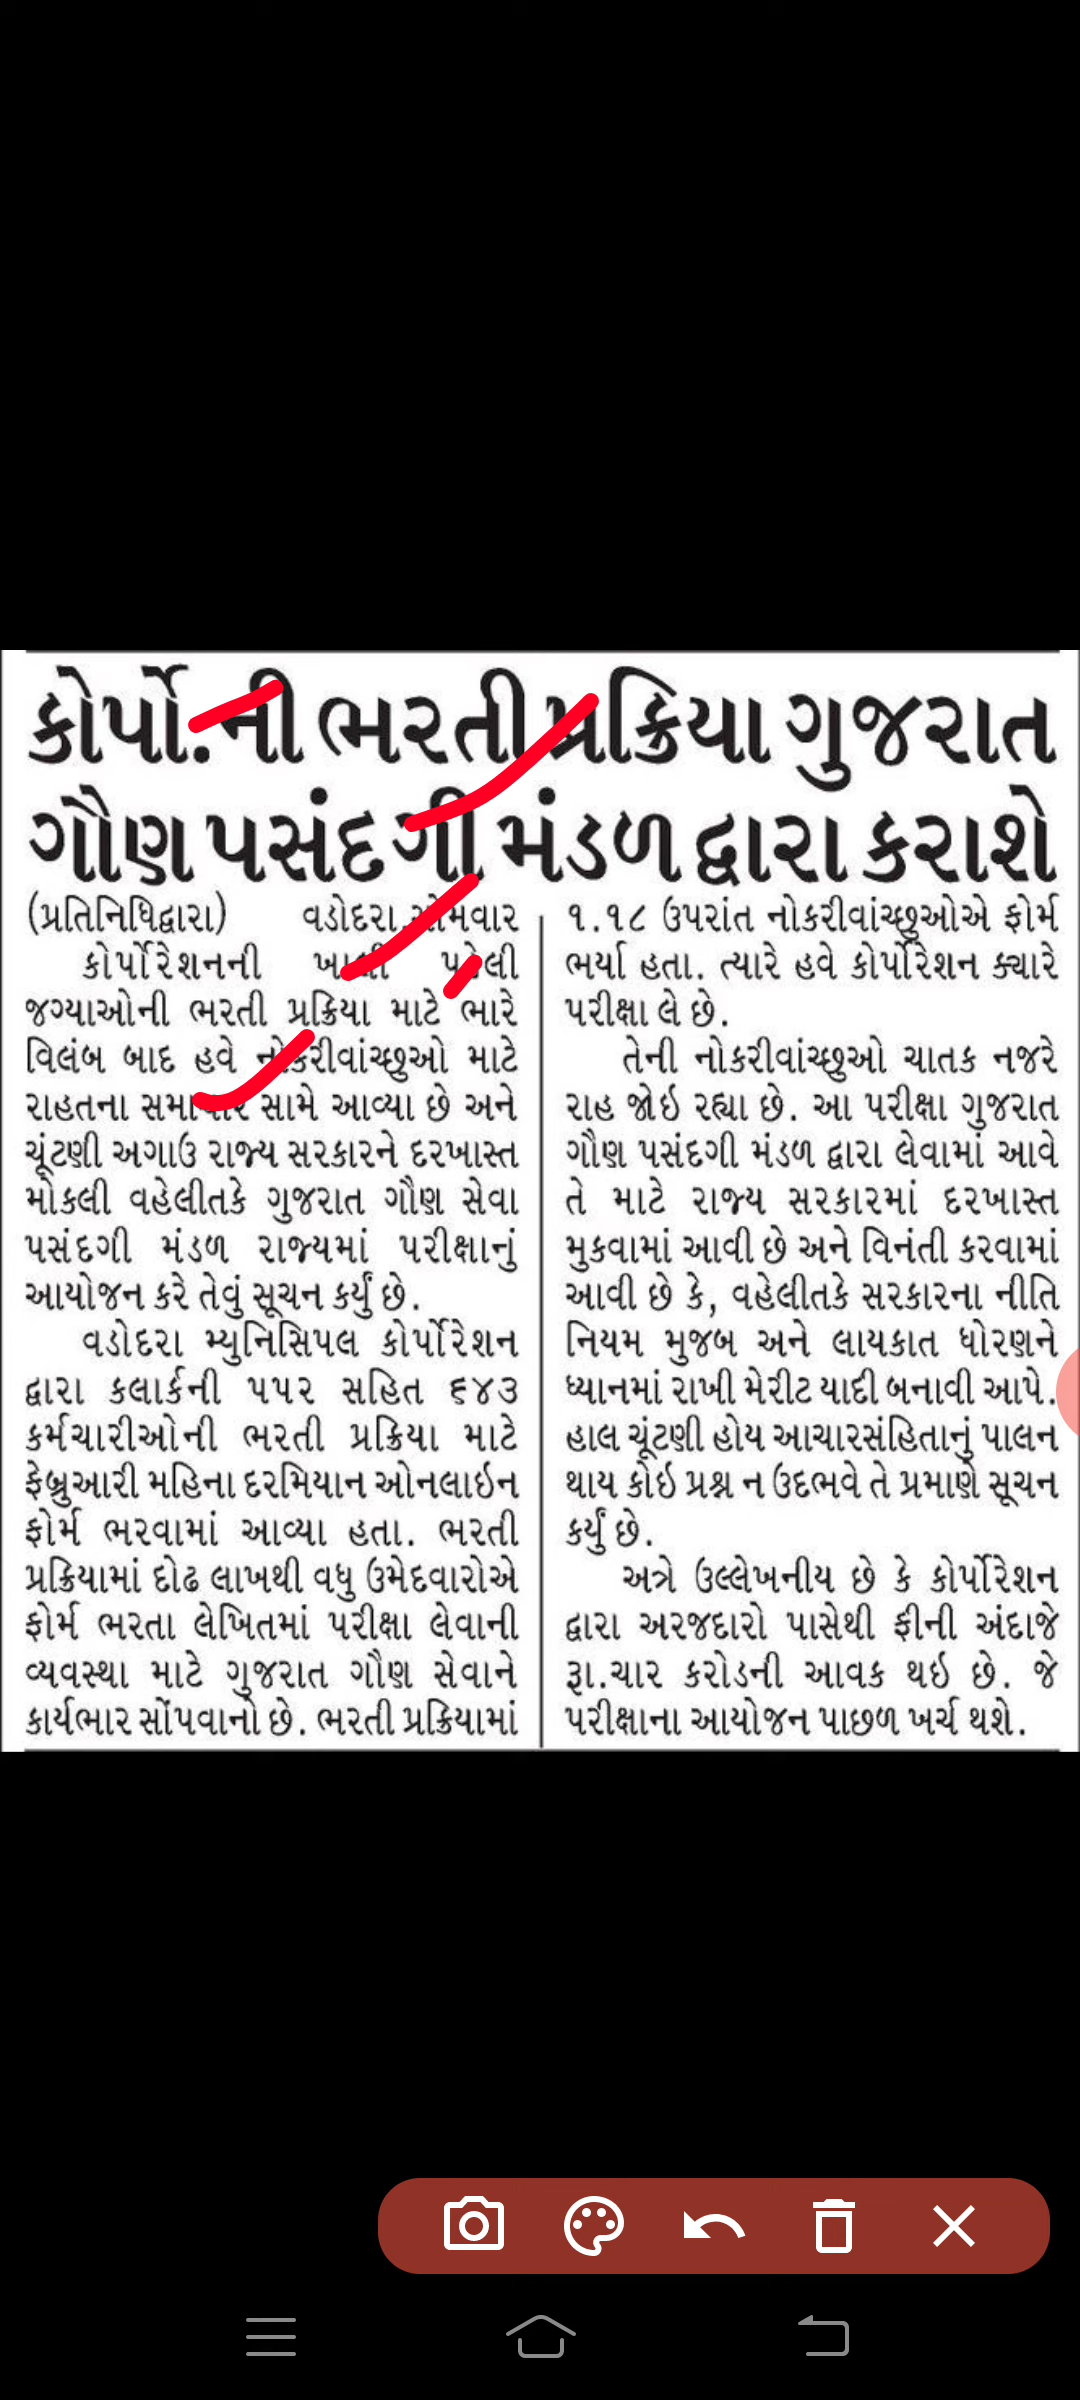 કોર્પો.ની ભરતી પ્રક્રિયા ગુજરાત
ગૌણ પસંદગી મંડળ દ્વારા કરાશે
(પ્રતિનિધિદ્વારા) વડોદરા,સોમવાર
કોર્પોરેશનની ખાલી પડેલી
જગ્યાઓની ભરતી પ્રક્રિયા માટે ભારે
વિલંબ બાદ હવે નોકરીવાંચ્છુઓ માટે
રાહતના સમાચાર સામે આવ્યા છે અને
ચૂંટણી અગાઉ રાજ્ય સરકારને દરખાસ્ત
મોકલી વહેલીતકે ગુજરાત ગૌણ સેવા
પસંદગી મંડળ રાજ્યમાં પરીક્ષાનું
આયોજન કરે તેવું સૂચન કર્યું છે.
વડોદરા મ્યુનિસિપલ કોર્પોરેશન
દ્વારા કલાર્કની ૫૫૨ સહિત ૬૪૩
કર્મચારીઓની ભરતી પ્રક્રિયા માટે
ફેબ્રુઆરી મહિના દરમિયાન ઓનલાઇન
ફોર્મ ભરવામાં આવ્યા હતા. ભરતી
પ્રક્રિયામાં દોઢ લાખથી વધુ ઉમેદવારોએ
ફોર્મ ભરતા લેખિતમાં પરીક્ષા લેવાની
વ્યવસ્થા માટે ગુજરાત ગૌણ સેવાને
કાર્યભાર સોંપવાનો છે. ભરતી પ્રક્રિયામાં
૧.૧૮ ઉપરાંત નોકરીવાંચ્છુઓએ ફોર્મ
ભર્યા હતા. ત્યારે હવે કોર્પોરેશન ક્યારે
પરીક્ષા લે છે.
તેની નોકરીવાંચ્છુઓ ચાતક નજરે
રાહ જોઇ રહ્યા છે. આ પરીક્ષા ગુજરાત
ગૌણ પસંદગી મંડળ દ્વારા લેવામાં આવે
તે માટે રાજ્ય સરકારમાં દરખાસ્ત
મુકવામાં આવી છે અને વિનંતી કરવામાં
આવી છે કે, વહેલીતકે સરકારના નીતિ
નિયમ મુજબ અને લાયકાત ધોરણને
ધ્યાનમાં રાખી મેરીટ યાદી બનાવી આપે.
હાલ ચૂંટણી હોય આચારસંહિતાનું પાલન
થાય કોઇ પ્રશ્ન ન ઉદભવે તે પ્રમાણે સૂચન
કર્યું છે.
અત્રે ઉલ્લેખનીય છે કે કોર્પોરેશન
દ્વારા અરજદારો પાસેથી ફીની અંદાજે
રૂા.ચાર કરોડની આવક થઇ છે. જે
પરીક્ષાના આયોજન પાછળ ખર્ચ થશે.